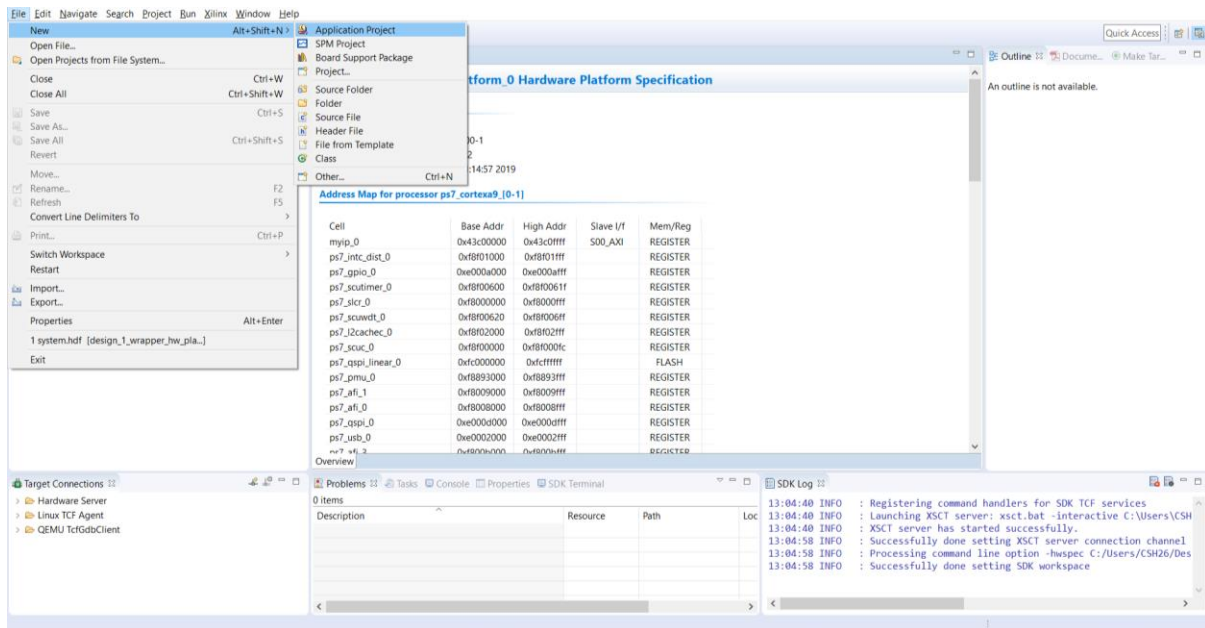 File Edit Navigate Search Project Run Xilinx Window Help
New Alt+Shift+N >
Open File...
Open Projects from File System...
Close Ctrl+W
Close All Ctrl+Shift+W
Save Ctrl+S
Save As...
Save All Ctrl+Shift+S
Revert
Move...
Rename... F2
Refresh F5
Convert Line Delimiters To >
Print... Ctrl+P
Switch Workspace >
Restart
Import...
Export...
Properties Alt+Enter
1 system.hdf [design_1_wrapper_hw_pla...]
Exit
Application Project
SPM Project
Board Support Package
Project...
Source Folder
Folder
Source File
Header File
File from Template
Class
Other... Ctrl+N
Quick Access
tform_0 Hardware Platform Specification
00-1
2
:14:57 2019
Address Map for processor ps7_cortexa9_[0-1]
Cell Base Addr High Addr Slave I/f Mem/Reg
myip_0 0x43c00000 0x43c0ffff S00_AXI REGISTER
ps7_intc_dist_0 0xf8f01000 0xf8f01fff REGISTER
ps7_gpio_0 0xe000a000 0xe000afff REGISTER
ps7_scutimer_0 0xf8f00600 0xf8f0061f REGISTER
ps7_slcr_0 0xf8000000 0xf8000fff REGISTER
ps7_scuwdt_0 0xf8f00620 0xf8f006ff REGISTER
ps7_l2cachec_0 0xf8f02000 0xf8f02fff REGISTER
ps7_scuc_0 0xf8f00000 0xf8f000fc REGISTER
ps7_qspi_linear_0 0xfc000000 0xfcffffff FLASH
ps7_pmu_0 0xf8893000 0xf8893fff REGISTER
ps7_afi_1 0xf8009000 0xf8009fff REGISTER
ps7_afi_0 0xf8008000 0xf8008fff REGISTER
ps7_qspi_0 0xe000d000 0xe000dfff REGISTER
ps7_usb_0 0xe0002000 0xe0002fff REGISTER
ps7_afi_3 0xf800b000 0xf800bfff REGISTER
Overview
Outline Docume... Make Tar...
An outline is not available.
Target Connections
Hardware Server
Linux TCF Agent
QEMU TcfGdbClient
Problems Tasks Console Properties SDK Terminal
0 items
Description Resource Path Loc
SDK Log
13:04:40 INFO : Registering command handlers for SDK TCF services
13:04:40 INFO : Launching XSCT server: xsct.bat -interactive C:\Users\CSH
13:04:40 INFO : XSCT server has started successfully.
13:04:58 INFO : Successfully done setting XSCT server connection channel
13:04:58 INFO : Processing command line option -hwspec C:/Users/CSH26/Des
13:04:58 INFO : Successfully done setting SDK workspace